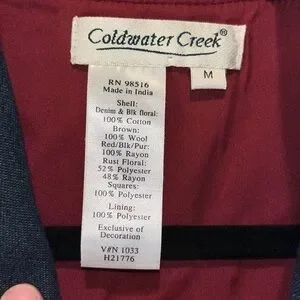 Coldwater Creek®
M
RN 98516
Made in India
Shell:
Denim & Blk floral:
100% Cotton
Brown:
100% Wool
Red/Blk/Pur:
100% Rayon
Rust Floral:
52% Polyester
48% Rayon
Squares:
100% Polyester
Lining:
100% Polyester
Exclusive of
Decoration
V#N 1033
H21776